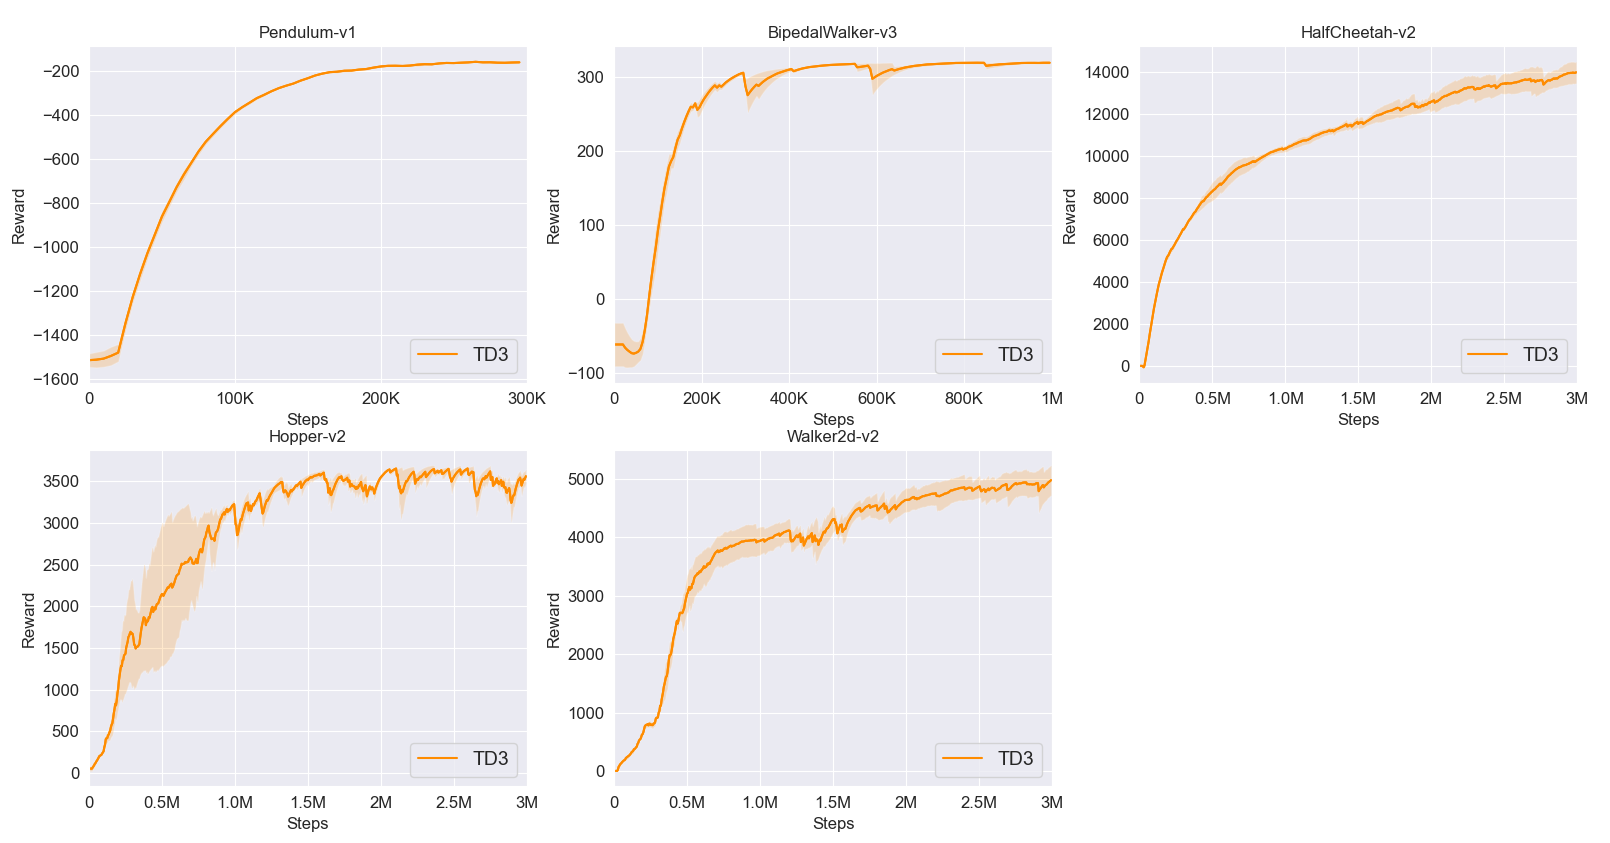 Pendulum-v1
−200
−400
−600
−800
−1000
−1200
−1400
−1600
Reward
0 100K 200K 300K
Steps
TD3
BipedalWalker-v3
300
200
100
0
−100
Reward
0 200K 400K 600K 800K 1M
Steps
TD3
HalfCheetah-v2
14000
12000
10000
8000
6000
4000
2000
0
Reward
0 0.5M 1.0M 1.5M 2M 2.5M 3M
Steps
TD3
Hopper-v2
3500
3000
2500
2000
1500
1000
500
0
Reward
0 0.5M 1.0M 1.5M 2M 2.5M 3M
Steps
TD3
Walker2d-v2
5000
4000
3000
2000
1000
0
Reward
0 0.5M 1.0M 1.5M 2M 2.5M 3M
Steps
TD3